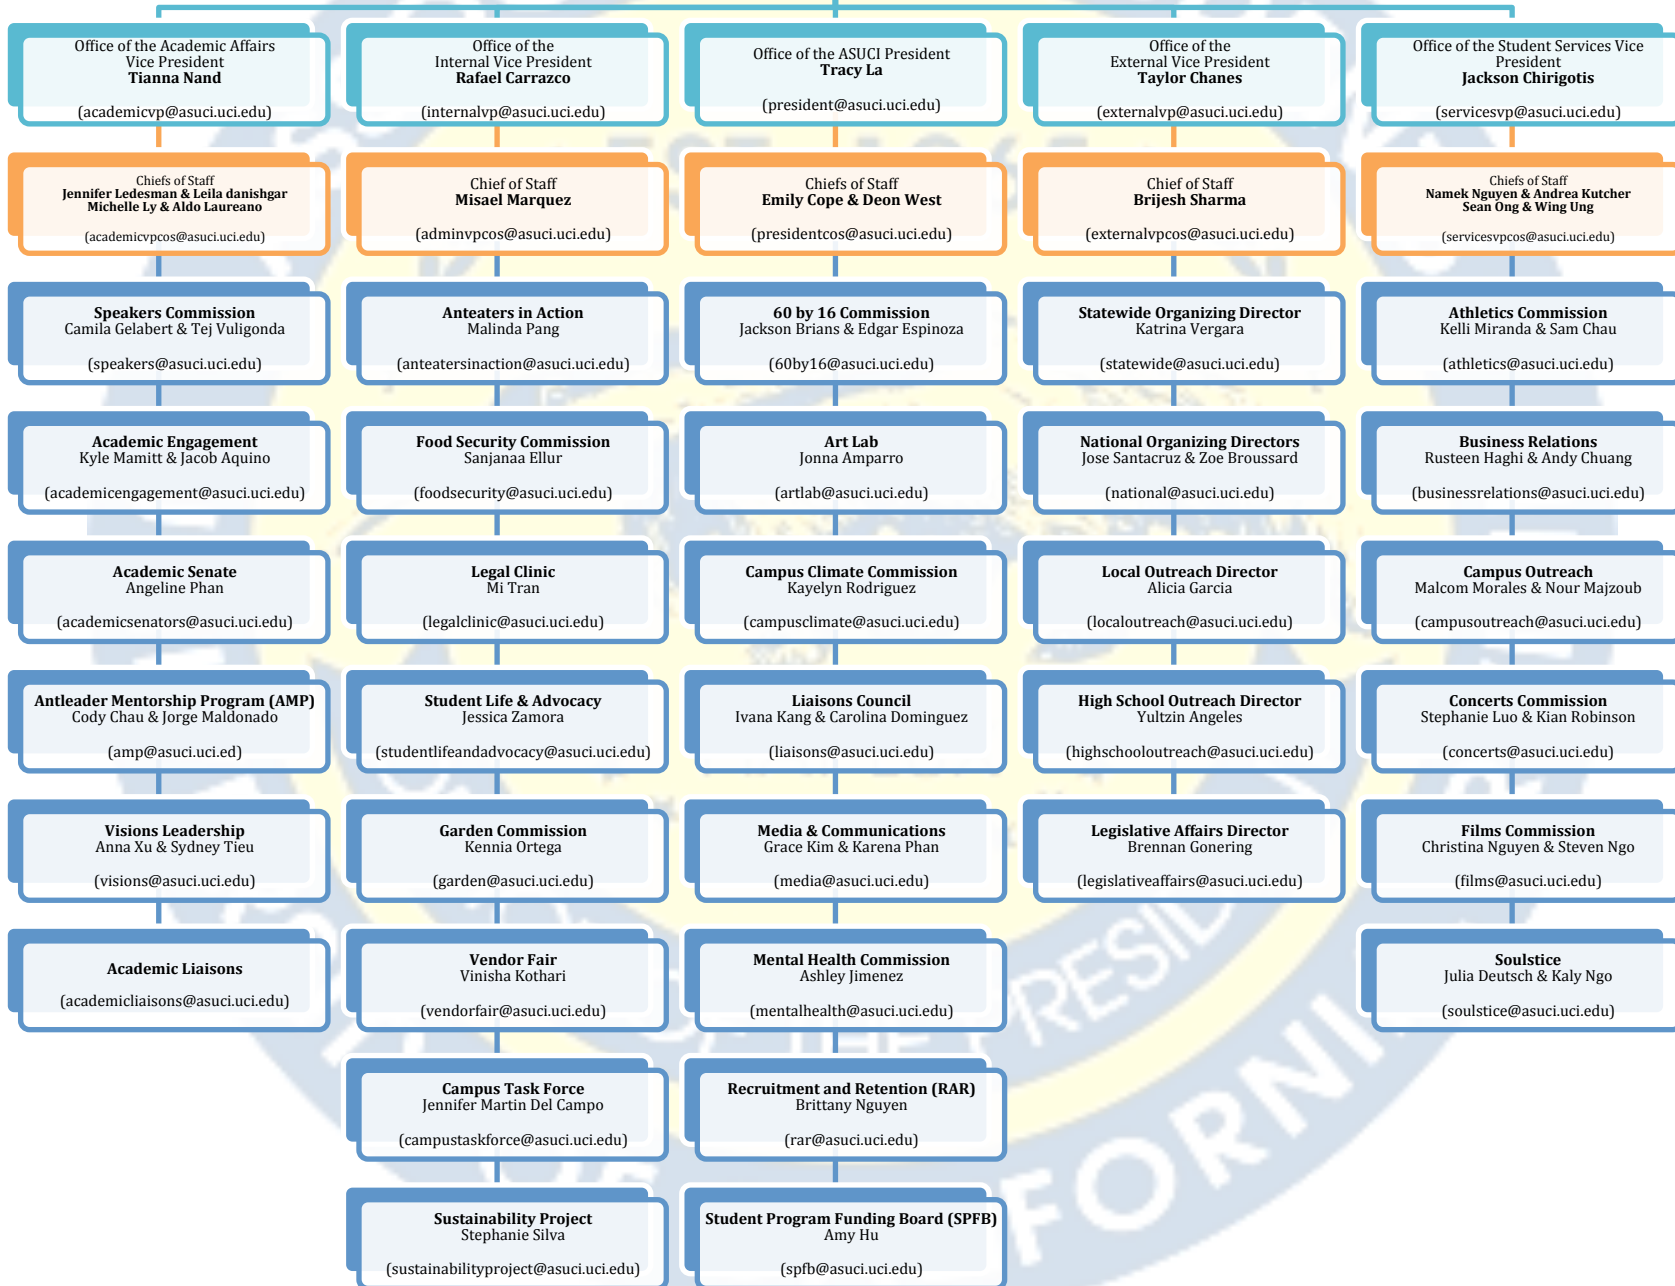 Office of the Academic Affairs
Vice President
Tianna Nand
(academicvp@asuci.uci.edu)
Chiefs of Staff
Jennifer Ledesman & Leila danishgar
Michelle Ly & Aldo Laureano
(academicvpcos@asuci.uci.edu)
Speakers Commission
Camila Gelabert & Tej Vuligonda
(speakers@asuci.uci.edu)
Academic Engagement
Kyle Mamitt & Jacob Aquino
(academicengagement@asuci.uci.edu)
Academic Senate
Angeline Phan
(academicsenators@asuci.uci.edu)
Antleader Mentorship Program (AMP)
Cody Chau & Jorge Maldonado
(amp@asuci.uci.ed)
Visions Leadership
Anna Xu & Sydney Tieu
(visions@asuci.uci.edu)
Academic Liaisons
(academicliaisons@asuci.uci.edu)
Office of the
Internal Vice President
Rafael Carrazco
(internalvp@asuci.uci.edu)
Chief of Staff
Misael Marquez
(adminvpcos@asuci.uci.edu)
Anteaters in Action
Malinda Pang
(anteatersinaction@asuci.uci.edu)
Food Security Commission
Sanjanaa Ellur
(foodsecurity@asuci.uci.edu)
Legal Clinic
Mi Tran
(legalclinic@asuci.uci.edu)
Student Life & Advocacy
Jessica Zamora
(studentlifeandadvocacy@asuci.uci.edu)
Garden Commission
Kennia Ortega
(garden@asuci.uci.edu)
Vendor Fair
Vinisha Kothari
(vendorfair@asuci.uci.edu)
Campus Task Force
Jennifer Martin Del Campo
(campustaskforce@asuci.uci.edu)
Sustainability Project
Stephanie Silva
(sustainabilityproject@asuci.uci.edu)
Office of the ASUCI President
Tracy La
(president@asuci.uci.edu)
Chiefs of Staff
Emily Cope & Deon West
(presidentcos@asuci.uci.edu)
60 by 16 Commission
Jackson Brians & Edgar Espinoza
(60by16@asuci.uci.edu)
Art Lab
Jonna Amparro
(artlab@asuci.uci.edu)
Campus Climate Commission
Kayelyn Rodriguez
(campusclimate@asuci.uci.edu)
Liaisons Council
Ivana Kang & Carolina Dominguez
(liaisons@asuci.uci.edu)
Media & Communications
Grace Kim & Karena Phan
(media@asuci.uci.edu)
Mental Health Commission
Ashley Jimenez
(mentalhealth@asuci.uci.edu)
Recruitment and Retention (RAR)
Brittany Nguyen
(rar@asuci.uci.edu)
Student Program Funding Board (SPFB)
Amy Hu
(spfb@asuci.uci.edu)
Office of the
External Vice President
Taylor Chanes
(externalvp@asuci.uci.edu)
Chief of Staff
Brijesh Sharma
(externalvpcos@asuci.uci.edu)
Statewide Organizing Director
Katrina Vergara
(statewide@asuci.uci.edu)
National Organizing Directors
Jose Santacruz & Zoe Broussard
(national@asuci.uci.edu)
Local Outreach Director
Alicia Garcia
(localoutreach@asuci.uci.edu)
High School Outreach Director
Yultzin Angeles
(highschooloutreach@asuci.uci.edu)
Legislative Affairs Director
Brennan Gonering
(legislativeaffairs@asuci.uci.edu)
Office of the Student Services Vice
President
Jackson Chirigotis
(servicesvp@asuci.uci.edu)
Chiefs of Staff
Namek Nguyen & Andrea Kutcher
Sean Ong & Wing Ung
(servicesvpcos@asuci.uci.edu)
Athletics Commission
Kelli Miranda & Sam Chau
(athletics@asuci.uci.edu)
Business Relations
Rusteen Haghi & Andy Chuang
(businessrelations@asuci.uci.edu)
Campus Outreach
Malcom Morales & Nour Majzoub
(campusoutreach@asuci.uci.edu)
Concerts Commission
Stephanie Luo & Kian Robinson
(concerts@asuci.uci.edu)
Films Commission
Christina Nguyen & Steven Ngo
(films@asuci.uci.edu)
Soulstice
Julia Deutsch & Kaly Ngo
(soulstice@asuci.uci.edu)